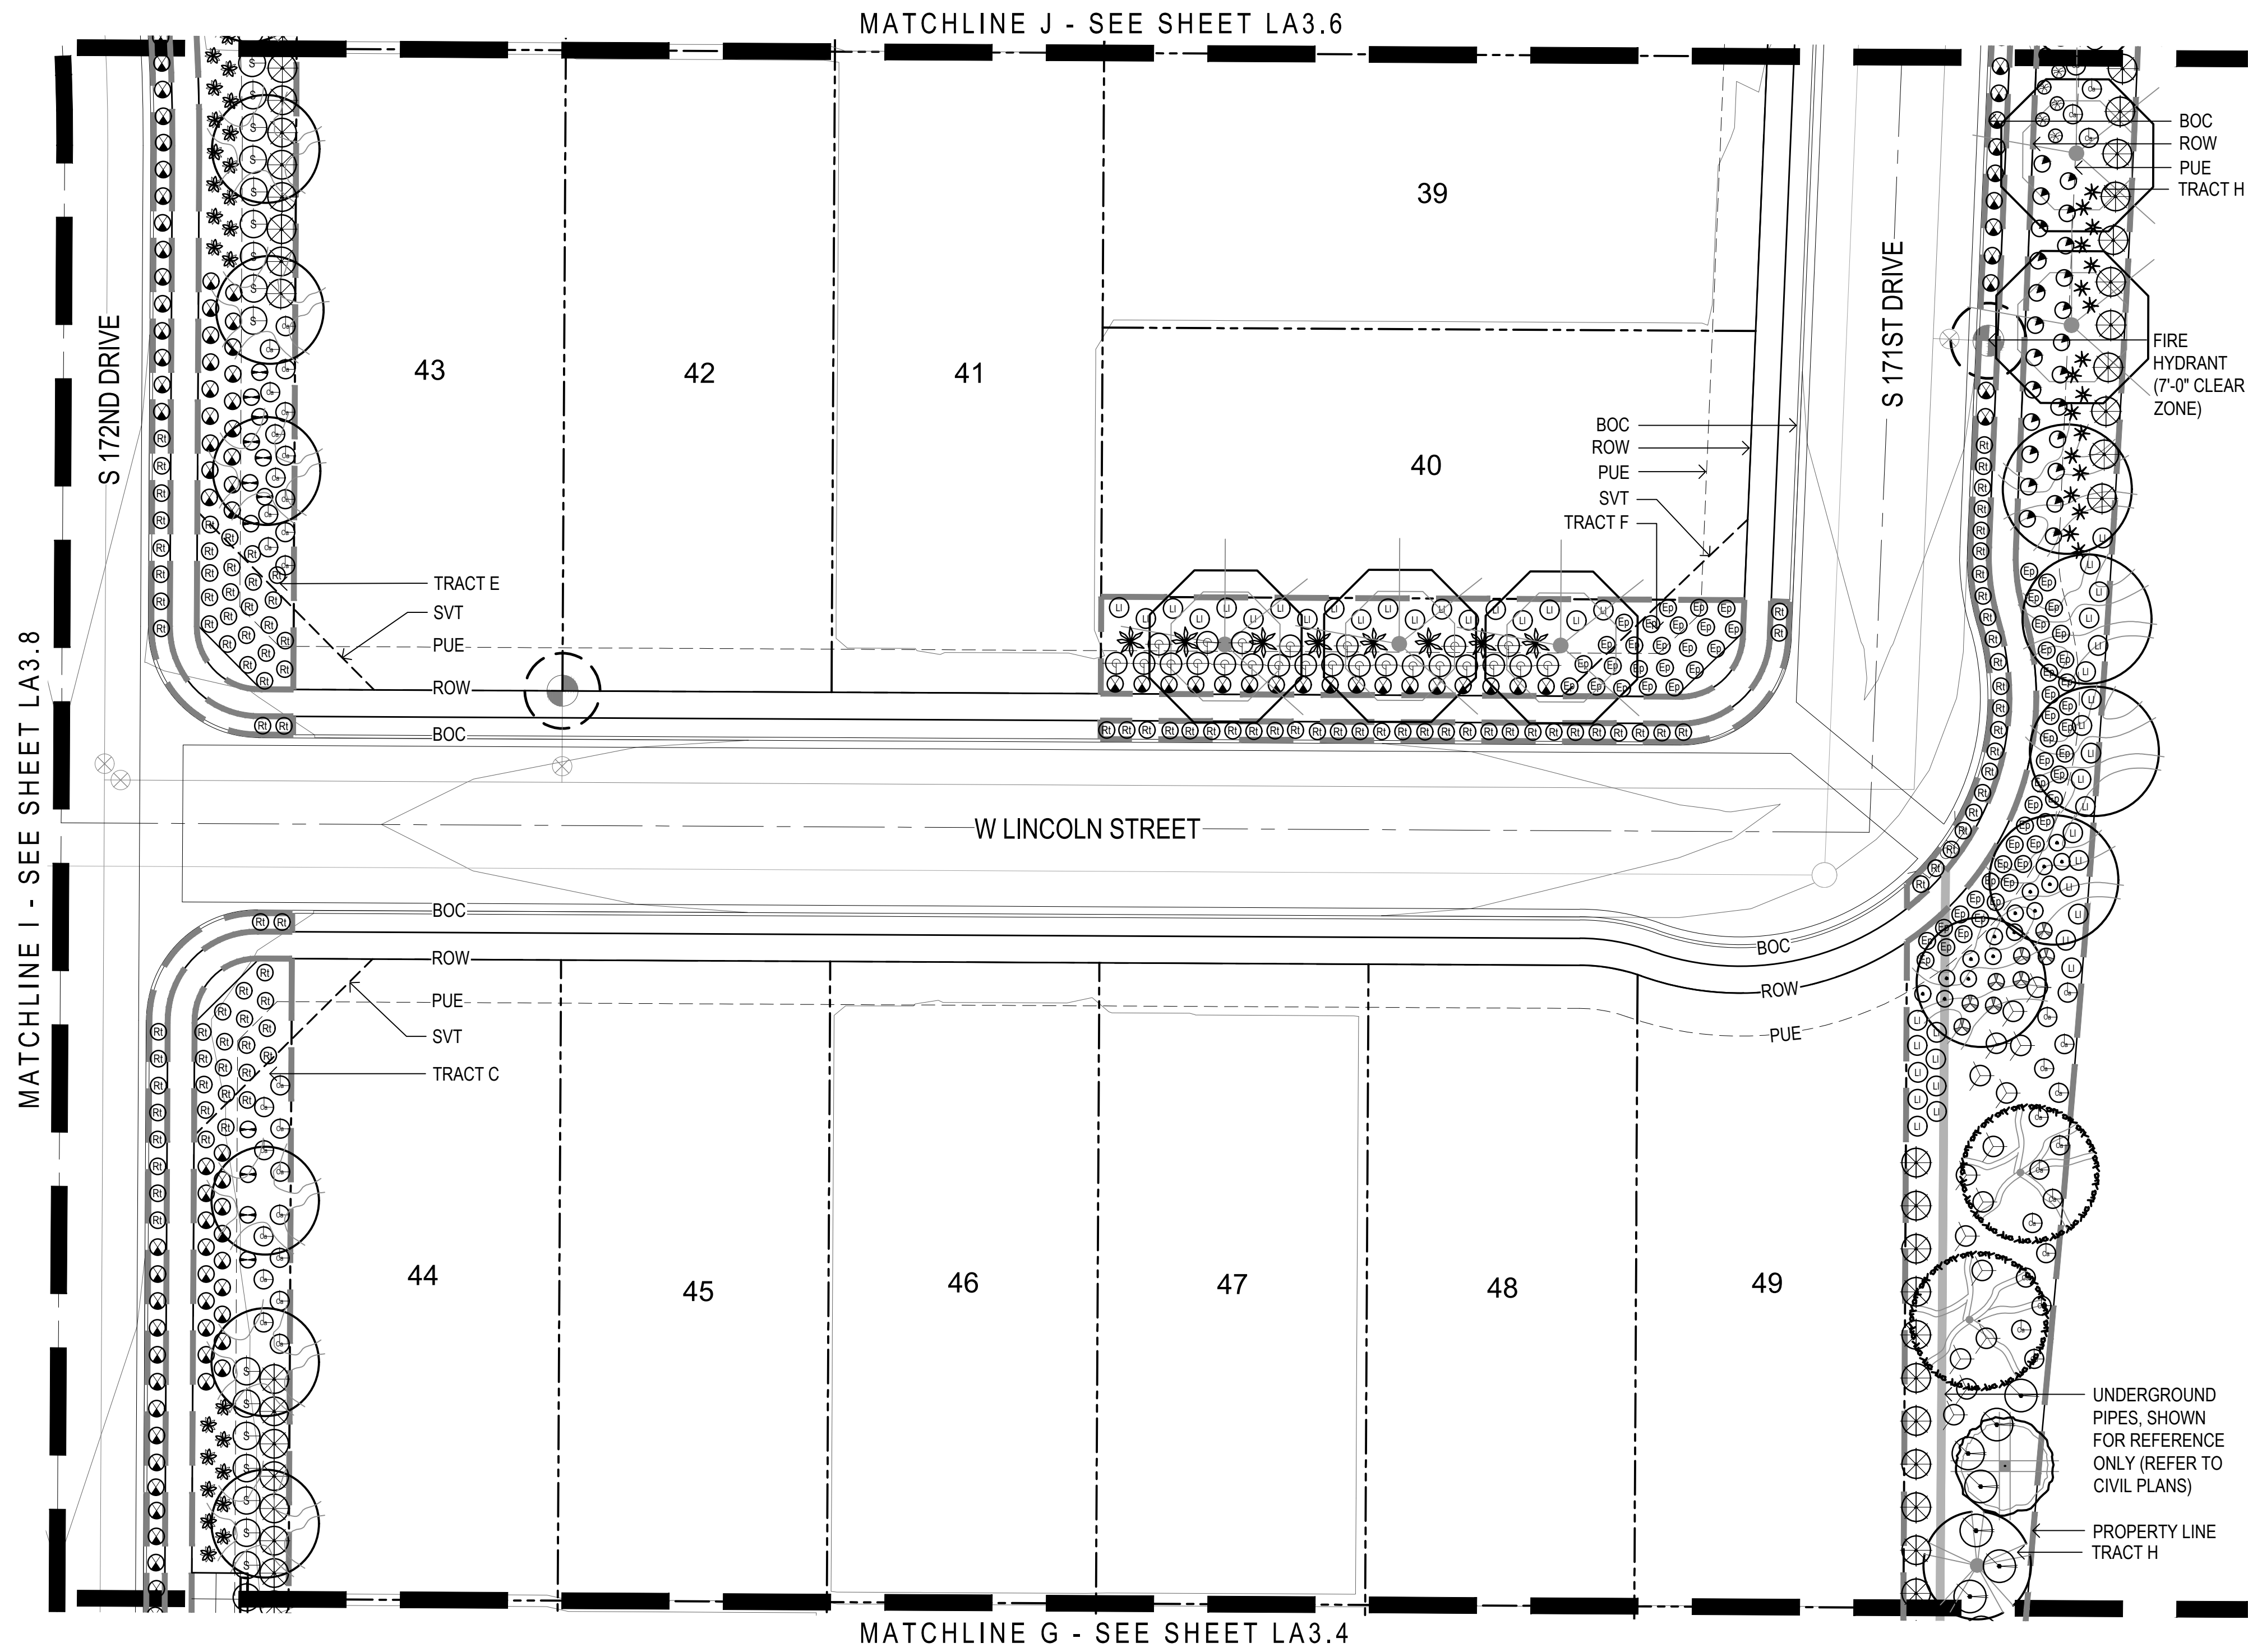 MATCHLINE J - SEE SHEET LA3.6
BOC
ROW
PUE
TRACT H
S 172ND DRIVE
S 171ST DRIVE
39
43
42
41
40
FIRE
HYDRANT
(7'-0" CLEAR
ZONE)
BOC
ROW
PUE
SVT
TRACT F
TRACT E
SVT
PUE
ROW
BOC
MATCHLINE I - SEE SHEET LA3.8
W LINCOLN STREET
BOC
ROW
PUE
SVT
TRACT C
BOC
ROW
PUE
44
45
46
47
48
49
UNDERGROUND
PIPES, SHOWN
FOR REFERENCE
ONLY (REFER TO
CIVIL PLANS)
PROPERTY LINE
TRACT H
MATCHLINE G - SEE SHEET LA3.4